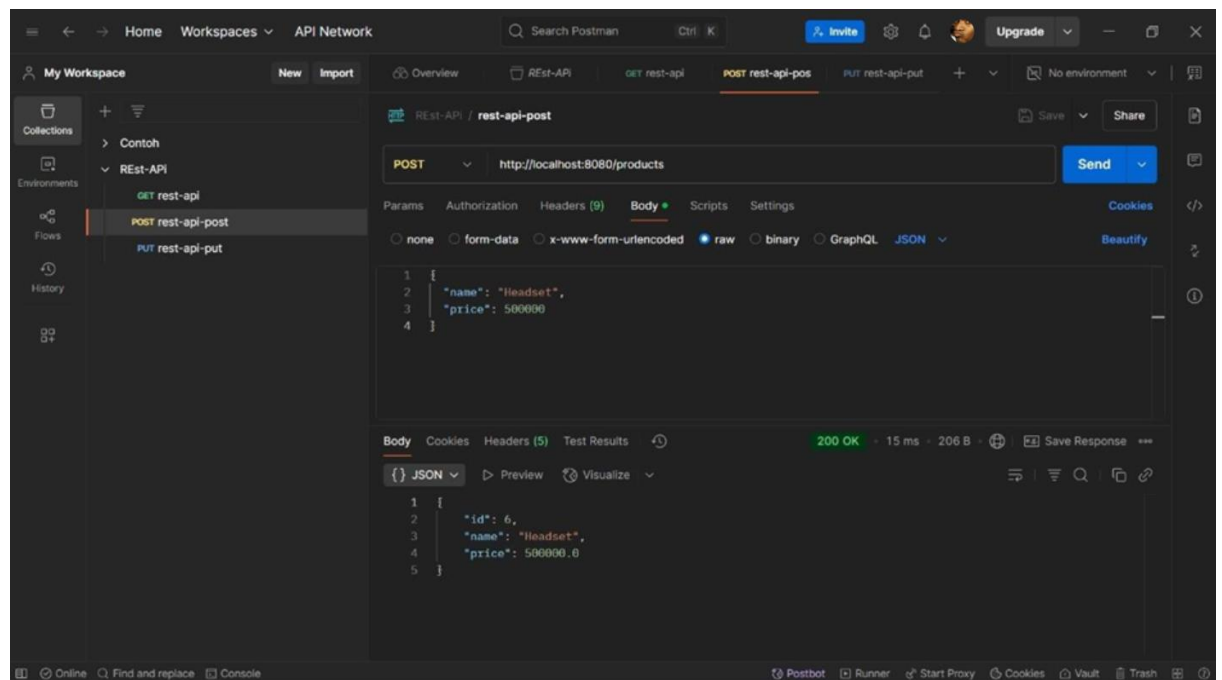 Home Workspaces API Network Search Postman Ctrl K Invite Upgrade
My Workspace New Import Overview REst-APi GET rest-api POST rest-api-pos PUT rest-api-put No environment
Collections
Environments
Flows
History
Contoh
REst-APi
GET rest-api
POST rest-api-post
PUT rest-api-put
REst-APi / rest-api-post Save Share
POST http://localhost:8080/products Send
Params Authorization Headers (9) Body Scripts Settings Cookies
none form-data x-www-form-urlencoded raw binary GraphQL JSON Beautify
1 {
2 "name": "Headset",
3 "price": 500000
4 }
Body Cookies Headers (5) Test Results 200 OK 15 ms 206 B Save Response
{} JSON Preview Visualize
1 {
2 "id": 6,
3 "name": "Headset",
4 "price": 500000.0
5 }
Online Find and replace Console Postbot Runner Start Proxy Cookies Vault Trash